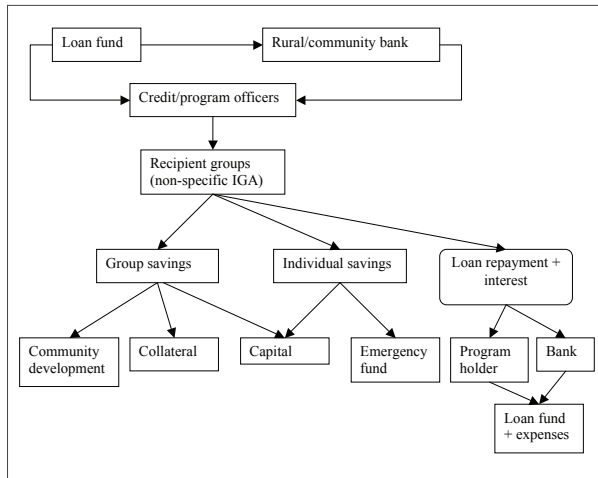 Loan fund
Rural/community bank
Credit/program officers
Recipient groups
(non-specific IGA)
Group savings
Individual savings
Loan repayment +
interest
Community
development
Collateral
Capital
Emergency
fund
Program
holder
Bank
Loan fund
+ expenses